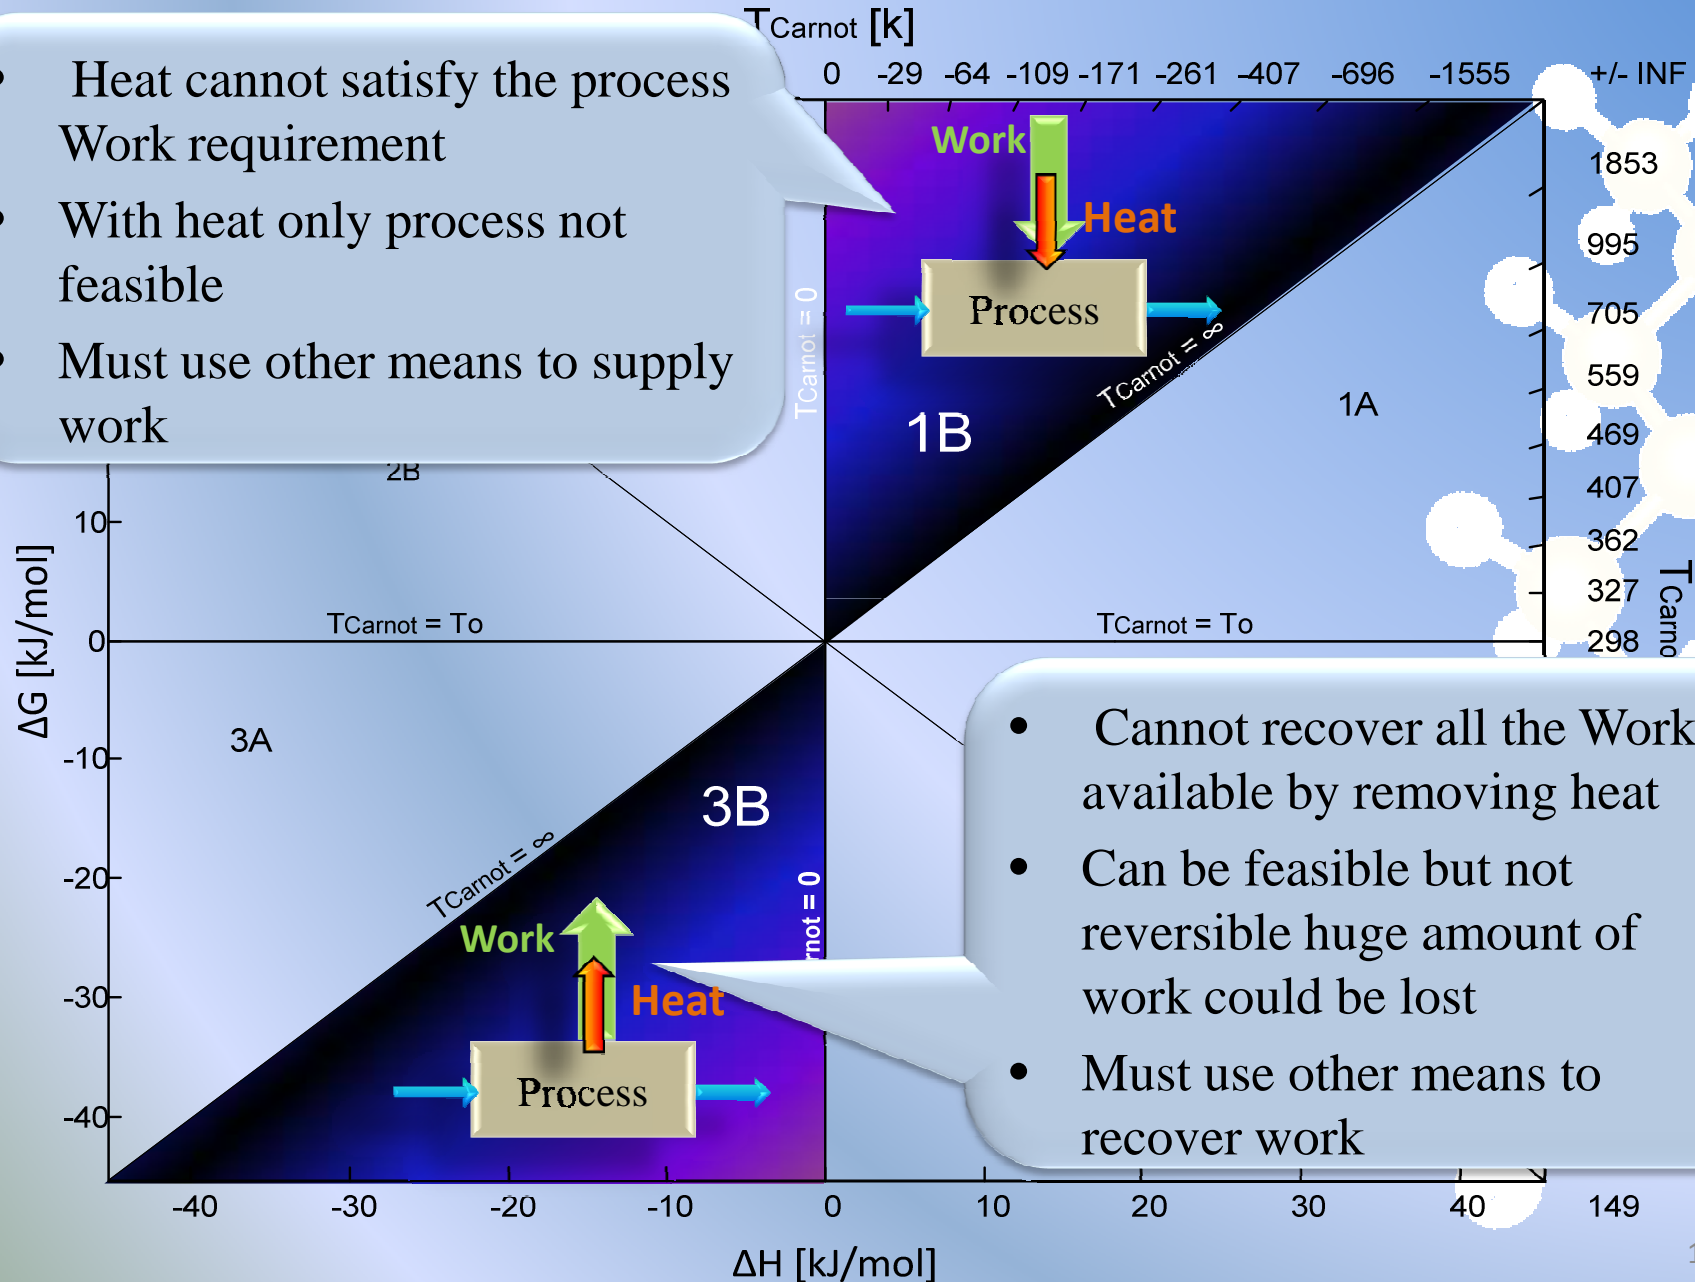 TCarnot [k]
0 -29 -64 -109 -171 -261 -407 -696 -1555 +/- INF
• Heat cannot satisfy the process
Work requirement
• With heat only process not
feasible
• Must use other means to supply
work
Work
Heat
Process
TCarnot = 0
TCarnot = ∞
1B
1A
2B
1853
995
705
559
469
407
362
327
298
10
0
-10
-20
-30
-40
ΔG [kJ/mol]
TCarnot = To
TCarnot = To
3A
3B
TCarnot = ∞
Work
Heat
Process
= 0
• Cannot recover all the Work
available by removing heat
• Can be feasible but not
reversible huge amount of
work could be lost
• Must use other means to
recover work
-40 -30 -20 -10 0 10 20 30 40 149
ΔH [kJ/mol]